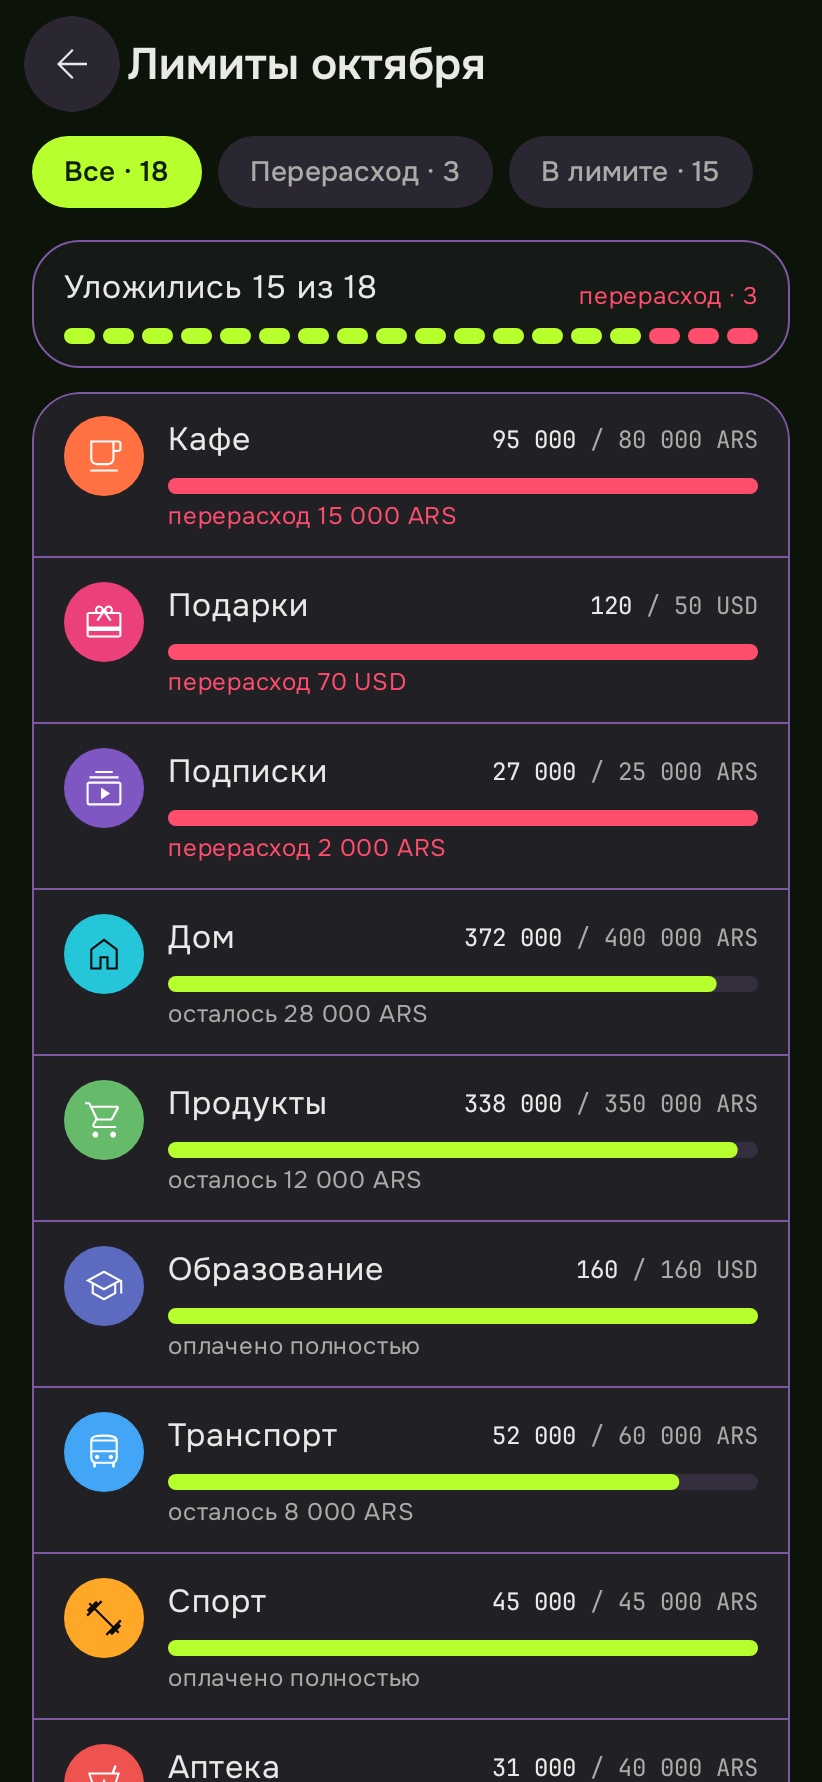 Лимиты октября
Все · 18
Перерасход · 3
В лимите · 15
Уложились 15 из 18
перерасход · 3
Кафе
95 000 / 80 000 ARS
перерасход 15 000 ARS
Подарки
120 / 50 USD
перерасход 70 USD
Подписки
27 000 / 25 000 ARS
перерасход 2 000 ARS
Дом
372 000 / 400 000 ARS
осталось 28 000 ARS
Продукты
338 000 / 350 000 ARS
осталось 12 000 ARS
Образование
160 / 160 USD
оплачено полностью
Транспорт
52 000 / 60 000 ARS
осталось 8 000 ARS
Спорт
45 000 / 45 000 ARS
оплачено полностью
Аптека
31 000 / 40 000 ARS